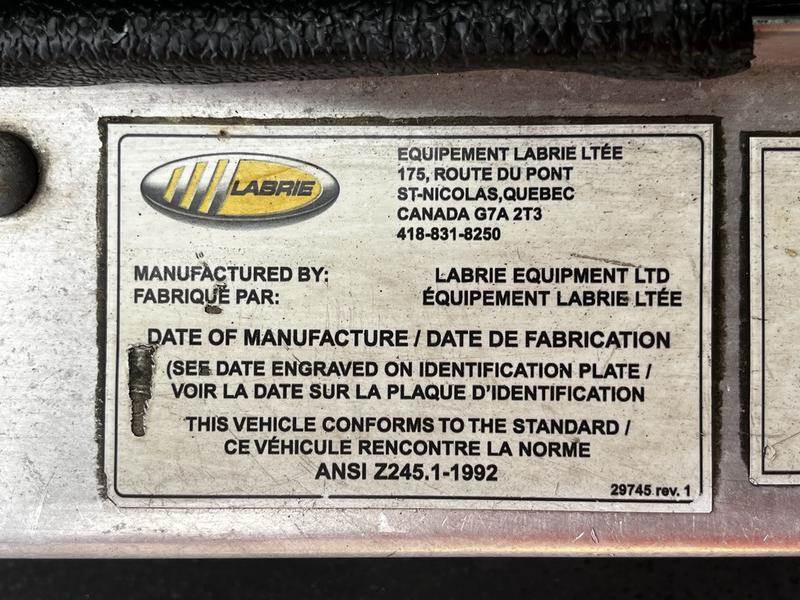 LABRIE
EQUIPEMENT LABRIE LTÉE
175, ROUTE DU PONT
ST-NICOLAS,QUEBEC
CANADA G7A 2T3
418-831-8250
MANUFACTURED BY: LABRIE EQUIPMENT LTD
FABRIQUÉ PAR: ÉQUIPEMENT LABRIE LTÉE
DATE OF MANUFACTURE / DATE DE FABRICATION
(SEE DATE ENGRAVED ON IDENTIFICATION PLATE /
VOIR LA DATE SUR LA PLAQUE D'IDENTIFICATION
THIS VEHICLE CONFORMS TO THE STANDARD /
CE VÉHICULE RENCONTRE LA NORME
ANSI Z245.1-1992
29745 rev. 1